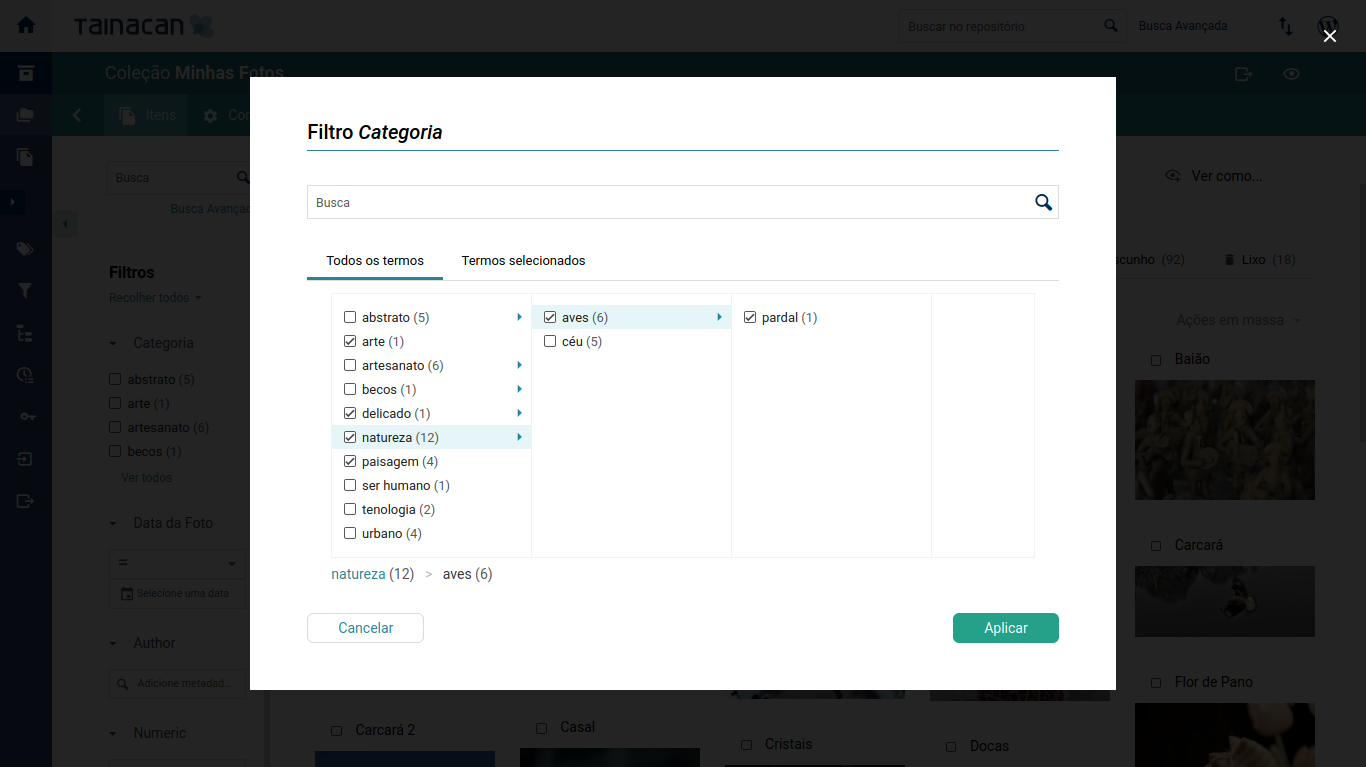 TAINACAN
Buscar no repositório
Busca Avançada
Coleção Minhas Fotos
Itens
Con
Busca
Busca Avançad
Ver como...
scunho (92)
Lixo (18)
Ações em massa
Filtros
Recolher todos
Categoria
abstrato (5)
arte (1)
artesanato (6)
becos (1)
Ver todos
Data da Foto
=
Selecione uma data
Author
Adicione metadad...
Numeric
Filtro Categoria
Busca
Todos os termos
Termos selecionados
abstrato (5)
arte (1)
artesanato (6)
becos (1)
delicado (1)
natureza (12)
paisagem (4)
ser humano (1)
tenologia (2)
urbano (4)
aves (6)
céu (5)
pardal (1)
natureza (12) > aves (6)
Cancelar
Aplicar
Baião
Carcará
Flor de Pano
Carcará 2
Casal
Cristais
Docas